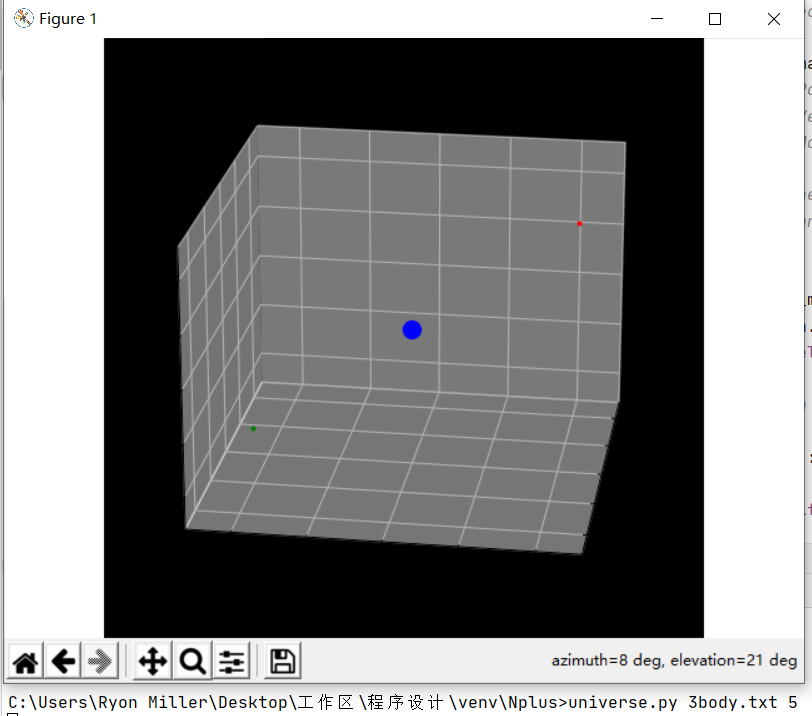 Figure 1
azimuth=8 deg, elevation=21 deg
C:\Users\Ryon Miller\Desktop\工作区\程序设计\venv\Nplus>universe.py 3body.txt 5